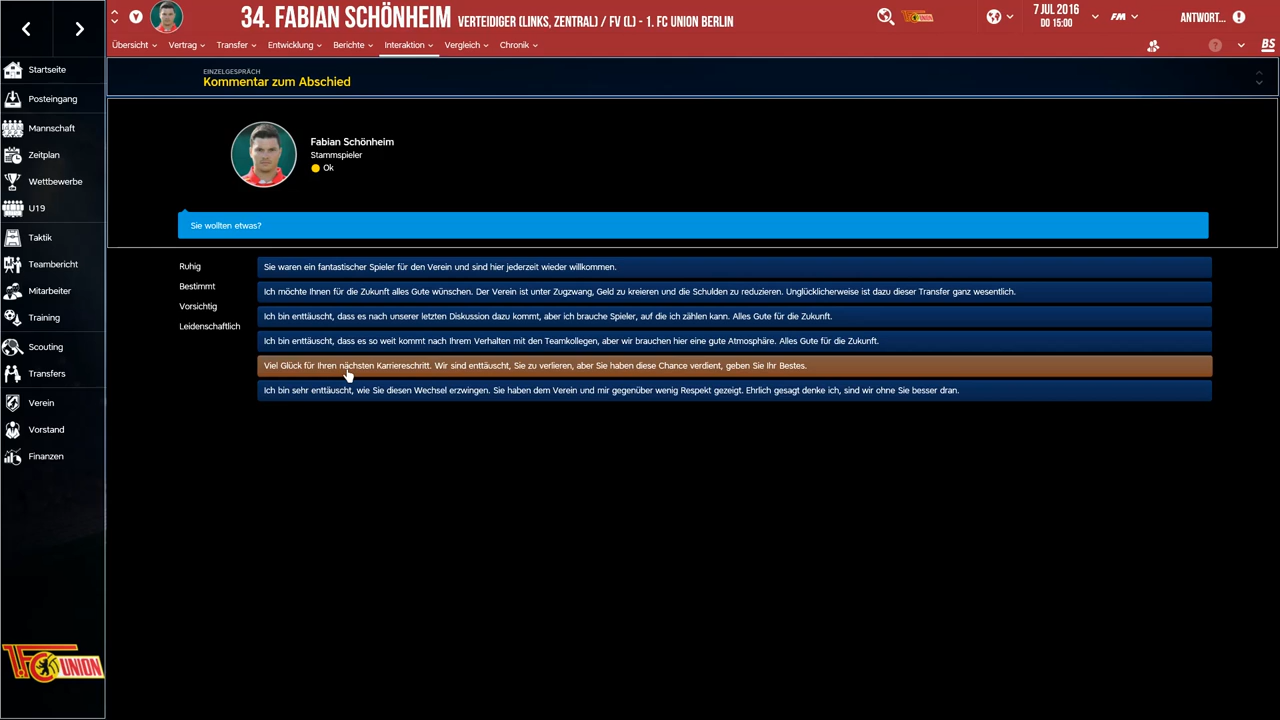 34. FABIAN SCHÖNHEIM VERTEIDIGER (LINKS, ZENTRAL) / FV (L) - 1. FC UNION BERLIN
7 JUL 2016
DO 15:00
FM
ANTWORT...
Übersicht Vertrag Transfer Entwicklung Berichte Interaktion Vergleich Chronik
? BS
EINZELGESPRÄCH
Kommentar zum Abschied
Startseite
Posteingang
Mannschaft
Zeitplan
Wettbewerbe
U19
Taktik
Teambericht
Mitarbeiter
Training
Scouting
Transfers
Verein
Vorstand
Finanzen
1.FC UNION
Fabian Schönheim
Stammspieler
Ok
Sie wollten etwas?
Ruhig
Bestimmt
Vorsichtig
Leidenschaftlich
Sie waren ein fantastischer Spieler für den Verein und sind hier jederzeit wieder willkommen.
Ich möchte Ihnen für die Zukunft alles Gute wünschen. Der Verein ist unter Zugzwang, Geld zu kreieren und die Schulden zu reduzieren. Unglücklicherweise ist dazu dieser Transfer ganz wesentlich.
Ich bin enttäuscht, dass es nach unserer letzten Diskussion dazu kommt, aber ich brauche Spieler, auf die ich zählen kann. Alles Gute für die Zukunft.
Ich bin enttäuscht, dass es so weit kommt nach Ihrem Verhalten mit den Teamkollegen, aber wir brauchen hier eine gute Atmosphäre. Alles Gute für die Zukunft.
Viel Glück für Ihren nächsten Karriereschritt. Wir sind enttäuscht, Sie zu verlieren, aber Sie haben diese Chance verdient, geben Sie Ihr Bestes.
Ich bin sehr enttäuscht, wie Sie diesen Wechsel erzwingen. Sie haben dem Verein und mir gegenüber wenig Respekt gezeigt. Ehrlich gesagt denke ich, sind wir ohne Sie besser dran.